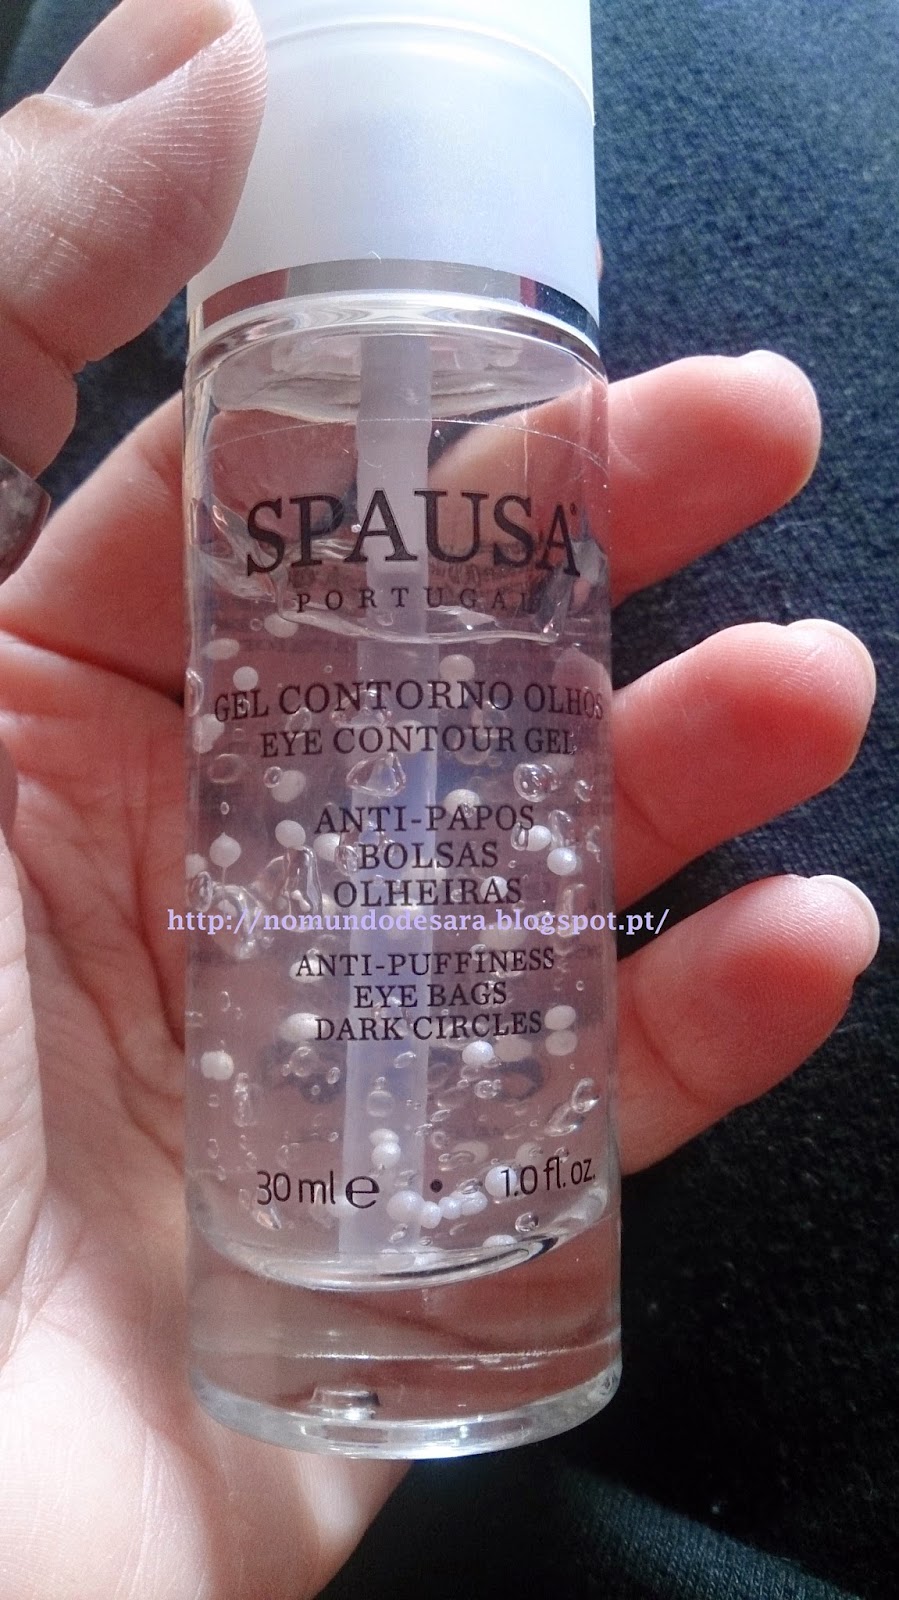 SPAUSA®
PORTUGAL
GEL CONTORNO OLHOS
EYE CONTOUR GEL
ANTI-PAPOS
BOLSAS
OLHEIRAS
http://nomundodesara.blogspot.pt/
ANTI-PUFFINESS
EYE BAGS
DARK CIRCLES
30 ml e • 1.0 fl. oz.